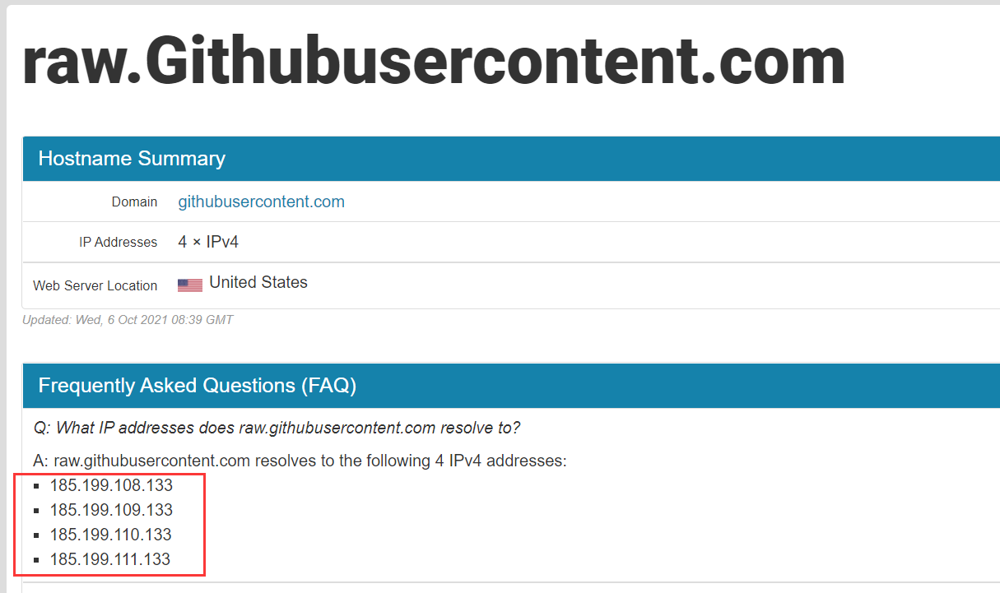 raw.Githubusercontent.com
Hostname Summary
Domain githubusercontent.com
IP Addresses 4 × IPv4
Web Server Location United States
Updated: Wed, 6 Oct 2021 08:39 GMT
Frequently Asked Questions (FAQ)
Q: What IP addresses does raw.githubusercontent.com resolve to?
A: raw.githubusercontent.com resolves to the following 4 IPv4 addresses:
▪ 185.199.108.133
▪ 185.199.109.133
▪ 185.199.110.133
▪ 185.199.111.133